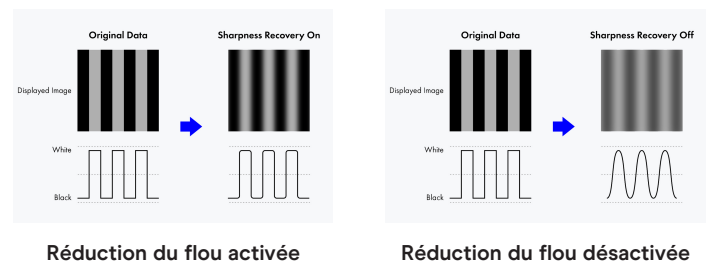 Original Data
Sharpness Recovery On
Displayed Image
White
Black
Réduction du flou activée
Original Data
Sharpness Recovery Off
Displayed Image
White
Black
Réduction du flou désactivée